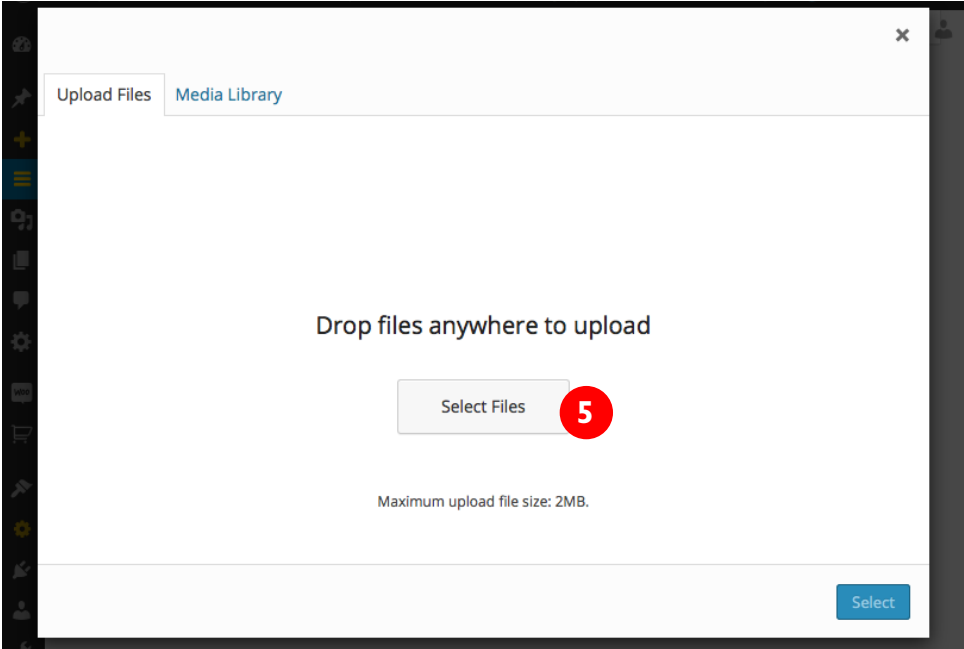 ×
Upload Files
Media Library
Drop files anywhere to upload
Select Files
5
Maximum upload file size: 2MB.
Select